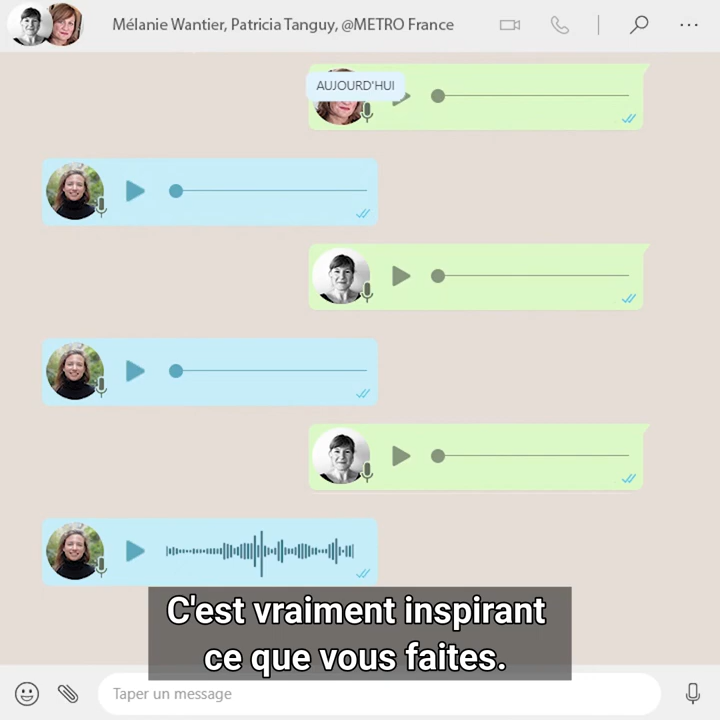 Mélanie Wantier, Patricia Tanguy, @METRO France
AUJOURD'HUI
C'est vraiment inspirant
ce que vous faites.
Taper un message